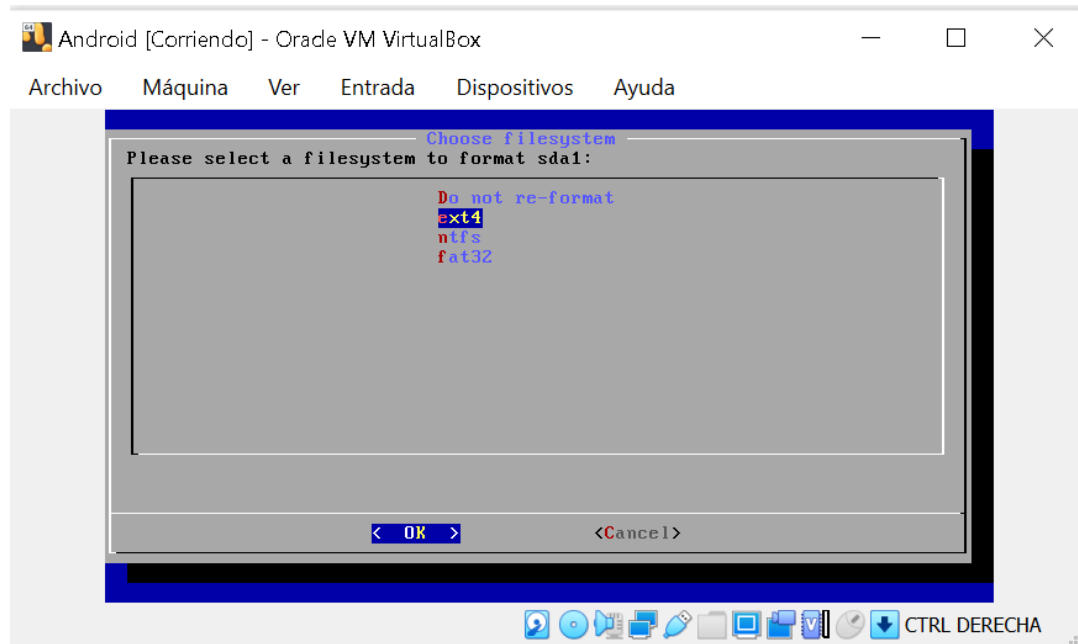 Android [Corriendo] - Oracle VM VirtualBox
Archivo Máquina Ver Entrada Dispositivos Ayuda
Choose filesystem
Please select a filesystem to format sda1:
Do not re-format
ext4
ntfs
fat32
< OK > <Cancel>
CTRL DERECHA